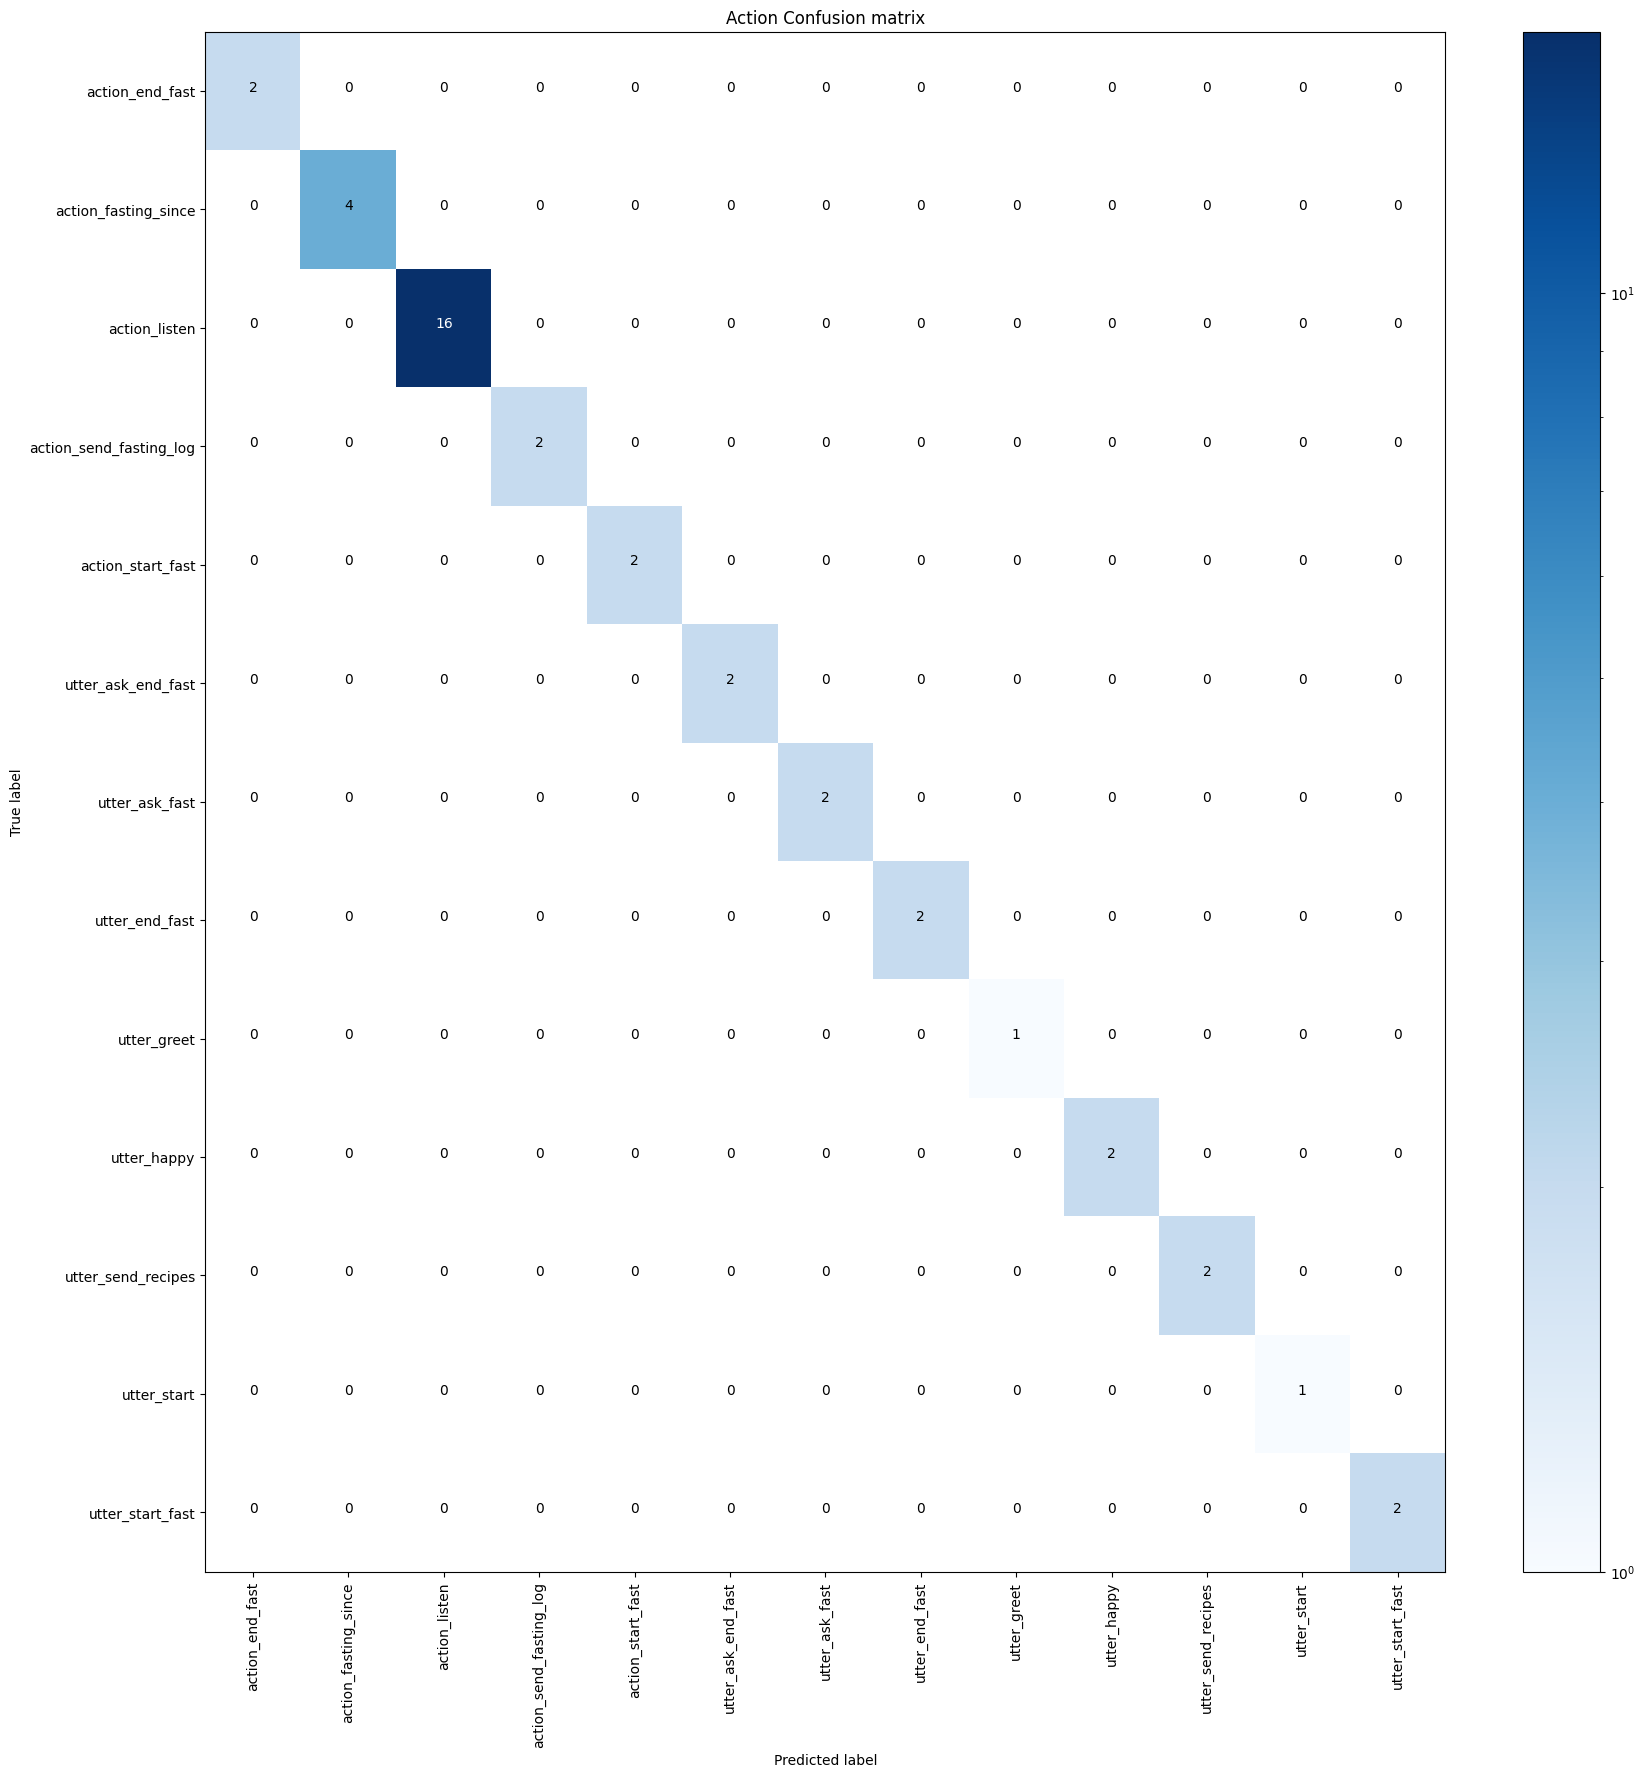 Action Confusion matrix
action_end_fast 2 0 0 0 0 0 0 0 0 0 0 0 0
action_fasting_since 0 4 0 0 0 0 0 0 0 0 0 0 0
10¹
action_listen 0 0 16 0 0 0 0 0 0 0 0 0 0
action_send_fasting_log 0 0 0 2 0 0 0 0 0 0 0 0 0
action_start_fast 0 0 0 0 2 0 0 0 0 0 0 0 0
utter_ask_end_fast 0 0 0 0 0 2 0 0 0 0 0 0 0
True label
utter_ask_fast 0 0 0 0 0 0 2 0 0 0 0 0 0
utter_end_fast 0 0 0 0 0 0 0 2 0 0 0 0 0
utter_greet 0 0 0 0 0 0 0 0 1 0 0 0 0
utter_happy 0 0 0 0 0 0 0 0 0 2 0 0 0
utter_send_recipes 0 0 0 0 0 0 0 0 0 0 2 0 0
utter_start 0 0 0 0 0 0 0 0 0 0 0 1 0
utter_start_fast 0 0 0 0 0 0 0 0 0 0 0 0 2
10⁰
action_end_fast
action_fasting_since
action_listen
action_send_fasting_log
action_start_fast
utter_ask_end_fast
utter_ask_fast
utter_end_fast
utter_greet
utter_happy
utter_send_recipes
utter_start
utter_start_fast
Predicted label